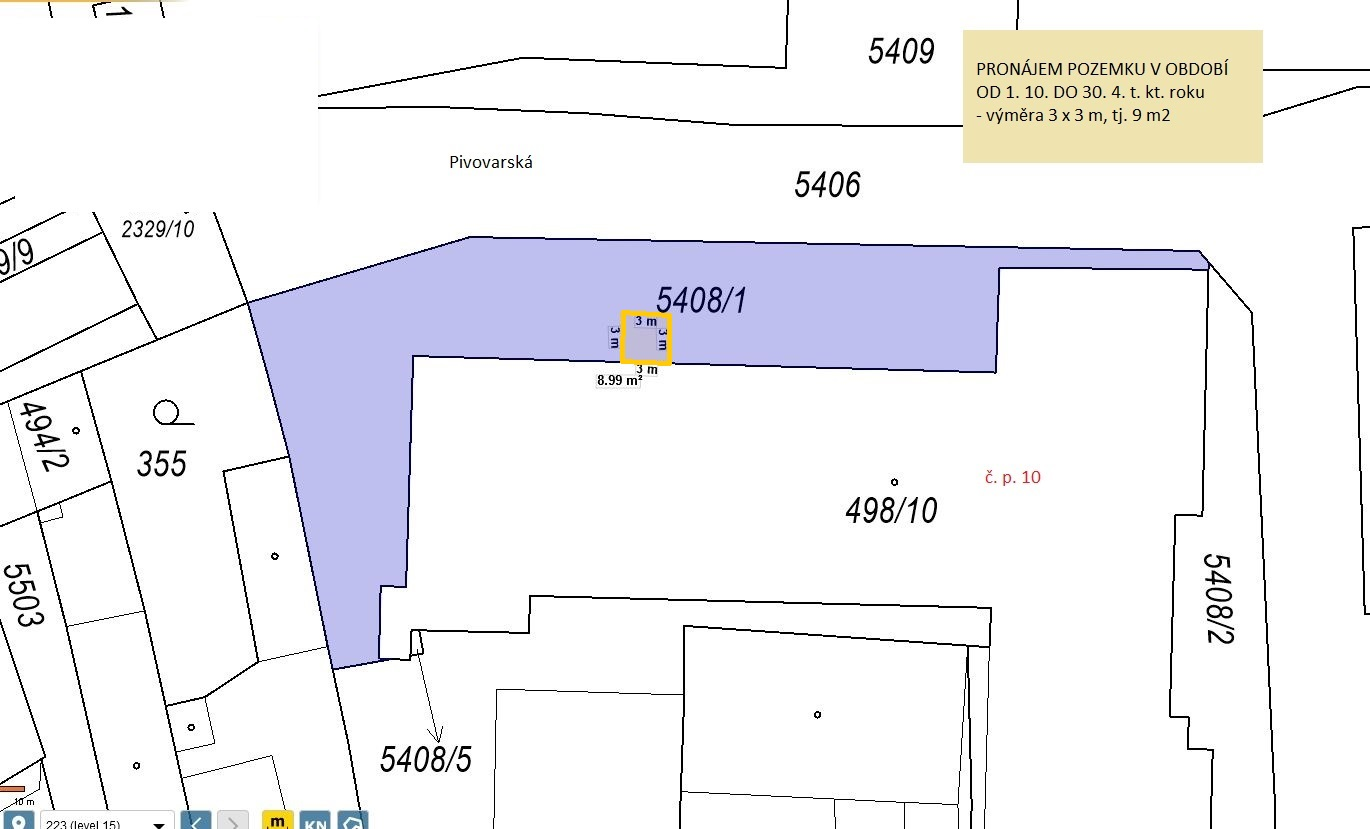 5409
PRONÁJEM POZEMKU V OBDOBÍ
OD 1. 10. DO 30. 4. t. kt. roku
- výměra 3 x 3 m, tj. 9 m2
Pivovarská
5406
2329/10
9/9
5408/1
3 m
3 m
3 m
3 m
8.99 m²
494/2
355
č. p. 10
498/10
5503
5408/2
5408/5
10 m
223 (level 15)
m
KN